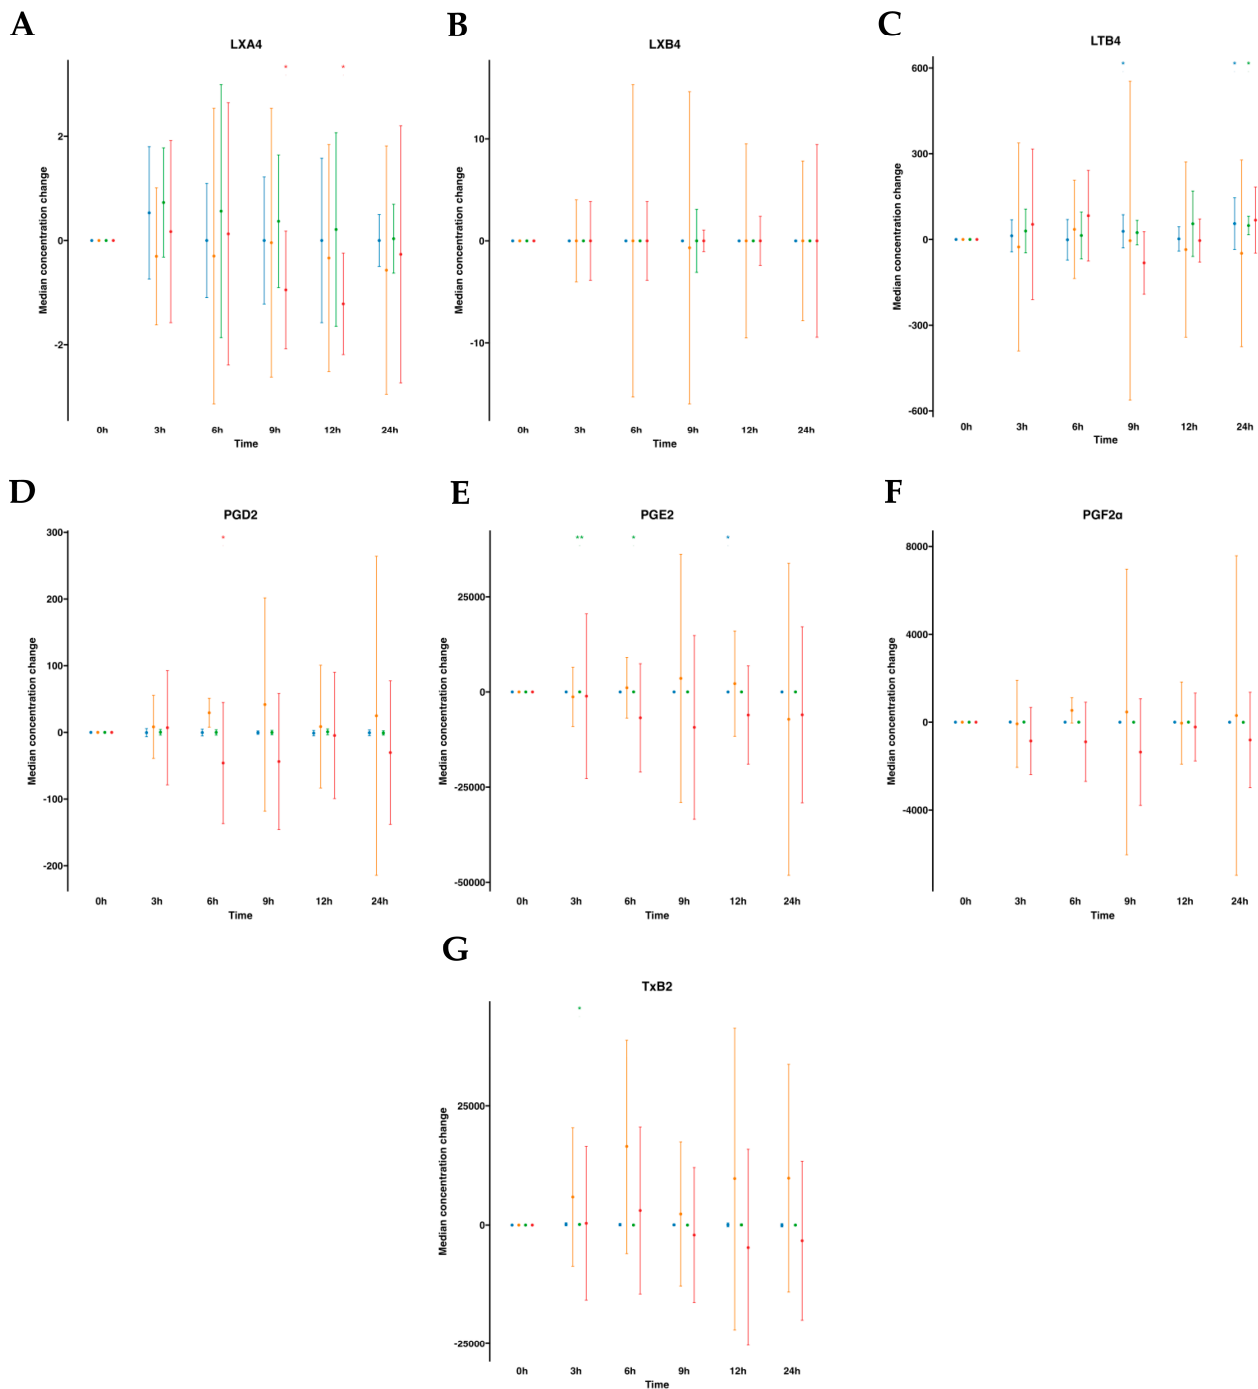 A
LXA4
*
*
Median concentration change
2
0
-2
0h 3h 6h 9h 12h 24h
Time
B
LXB4
Median concentration change
10
0
-10
0h 3h 6h 9h 12h 24h
Time
C
LTB4
*
* *
Median concentration change
600
300
0
-300
-600
0h 3h 6h 9h 12h 24h
Time
D
PGD2
*
Median concentration change
300
200
100
0
-100
-200
0h 3h 6h 9h 12h 24h
Time
E
PGE2
**
*
*
Median concentration change
25000
0
-25000
-50000
0h 3h 6h 9h 12h 24h
Time
F
PGF2α
Median concentration change
8000
4000
0
-4000
0h 3h 6h 9h 12h 24h
Time
G
TxB2
*
Median concentration change
25000
0
-25000
0h 3h 6h 9h 12h 24h
Time